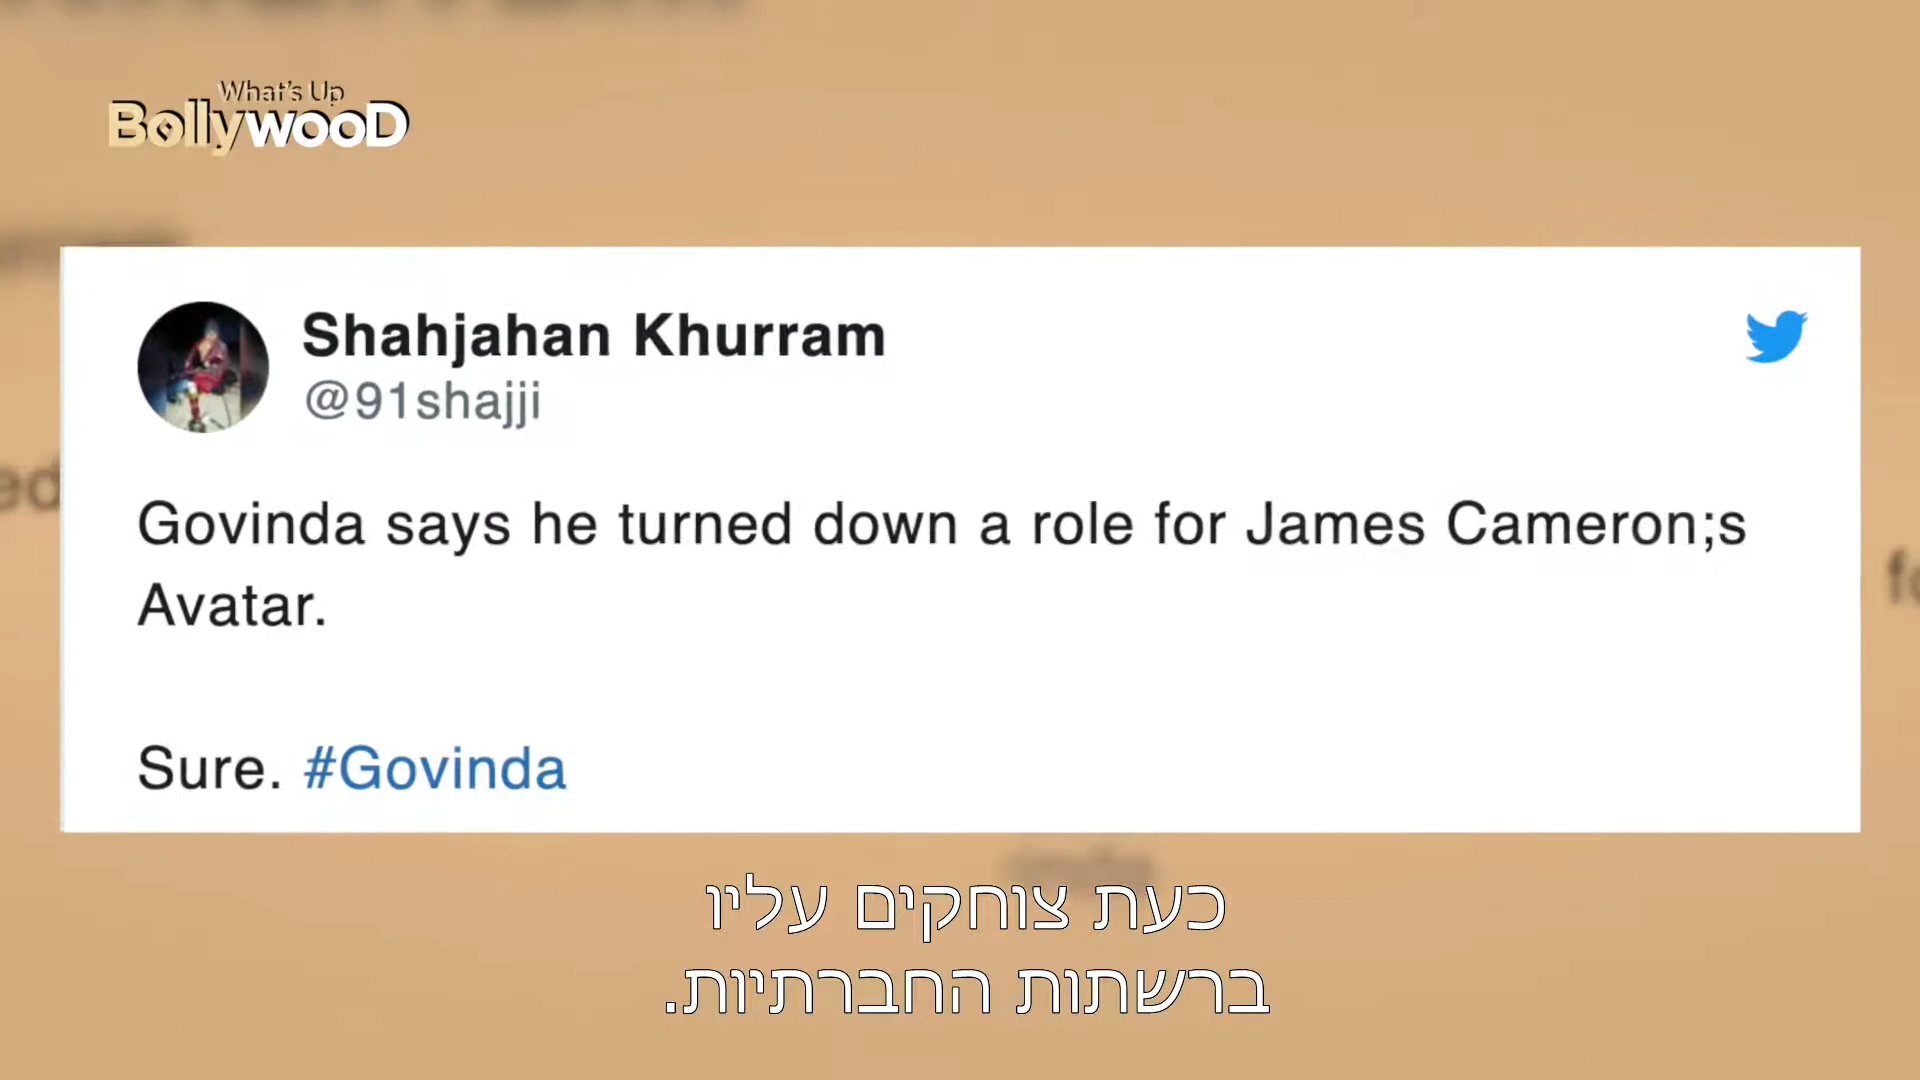 What's Up
BollywooD
Shahjahan Khurram
@91shajji
Govinda says he turned down a role for James Cameron;s
Avatar.
Sure. #Govinda
כעת צוחקים עליו
ברשתות החברתיות.